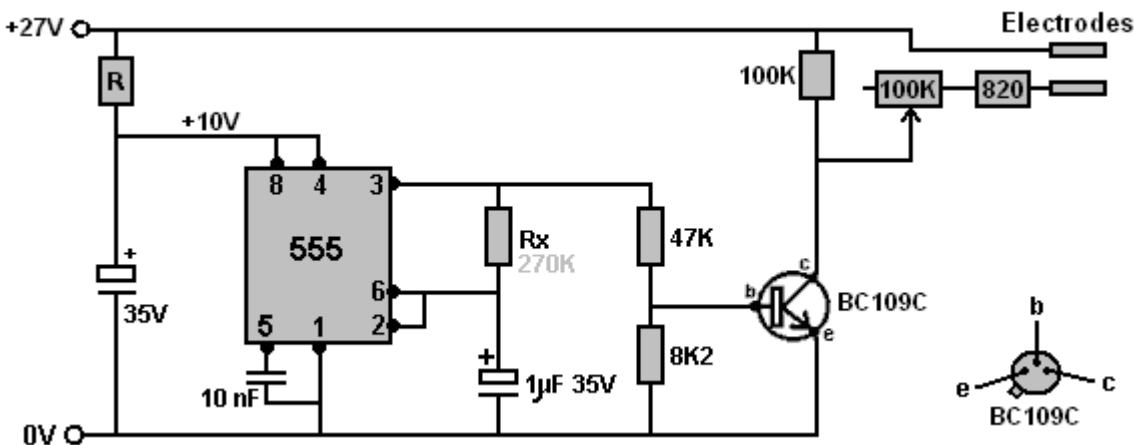 +27V
Electrodes
R
100K
100K
820
+10V
8
4
3
555
Rx
270K
47K
6
2
5
1
c
b
e
BC109C
35V
10 nF
1µF 35V
8K2
b
e
c
BC109C
0V
+
+